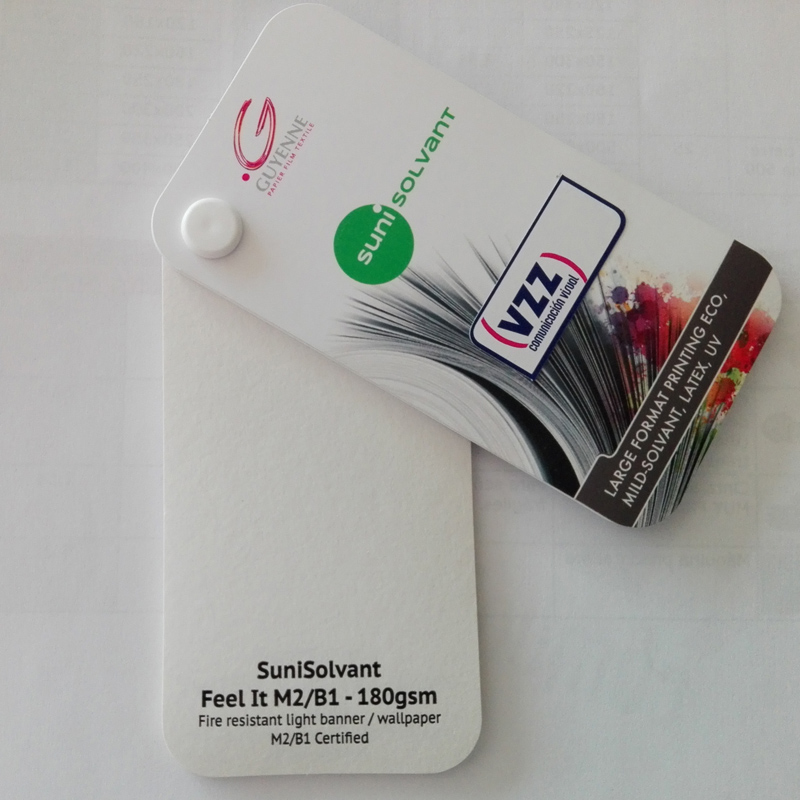 G
GUYENNE
PAPIER FILM TEXTILE
suni SOLVANT
(VZZ)
comunicación visual
LARGE FORMAT PRINTING ECO,
MILD-SOLVANT, LATEX, UV
SuniSolvant
Feel It M2/B1 - 180gsm
Fire resistant light banner / wallpaper
M2/B1 Certified